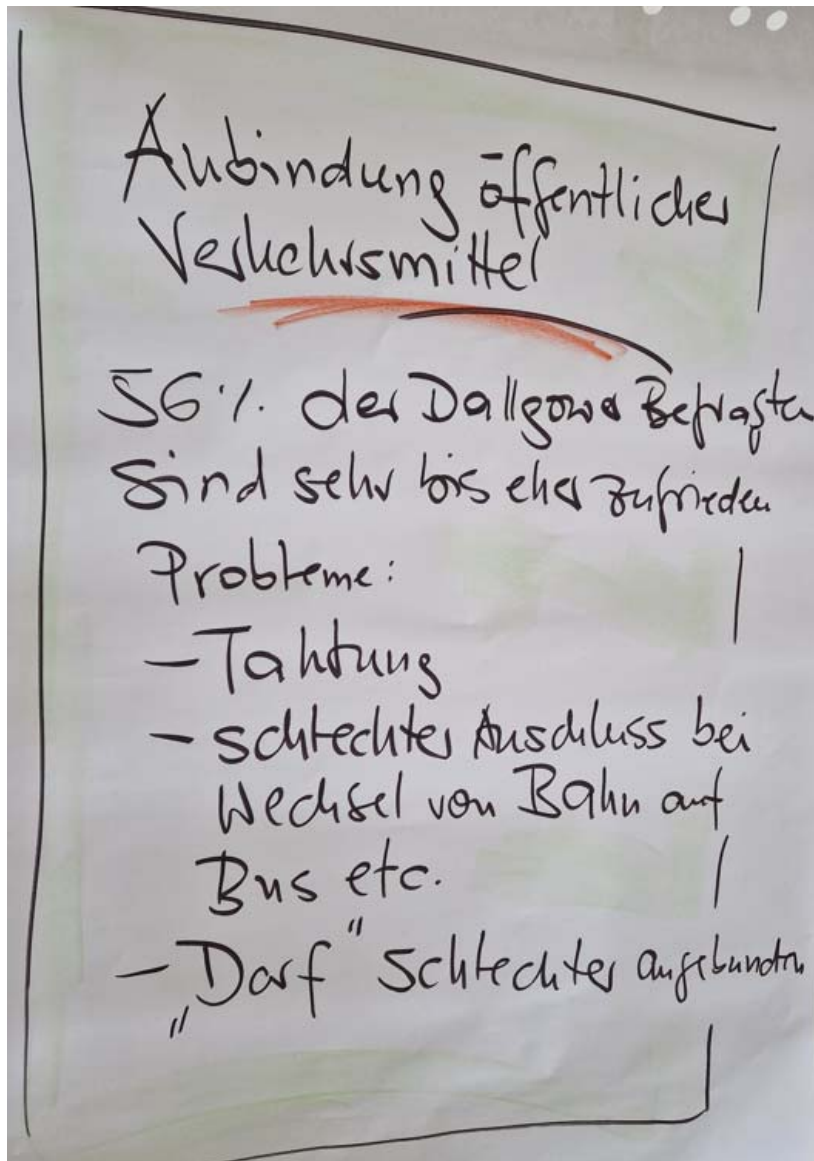 Anbindung öffentlicher
Verkehrsmittel
56 % der Dallgower Befragten
sind sehr bis eher zufrieden
Probleme:
- Taktung
- schlechter Anschluss bei
Wechsel von Bahn auf
Bus etc.
- „Dorf" schlechter angebunden